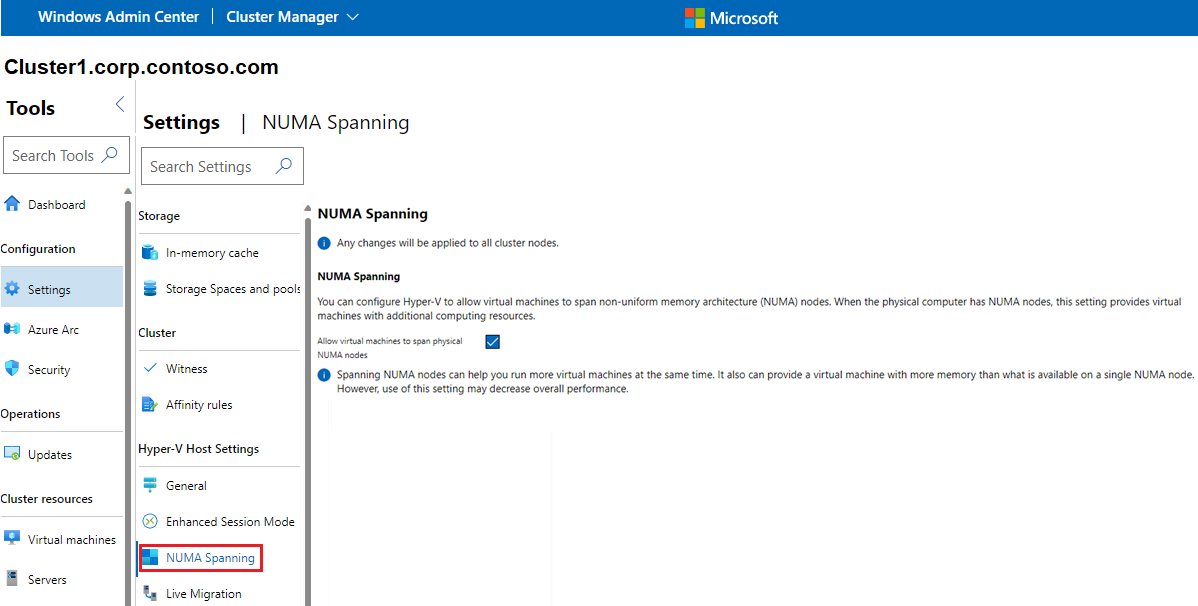 Windows Admin Center | Cluster Manager
Microsoft
Cluster1.corp.contoso.com
Tools
Search Tools
Dashboard
Configuration
Settings
Azure Arc
Security
Operations
Updates
Cluster resources
Virtual machines
Servers
Settings | NUMA Spanning
Search Settings
Storage
In-memory cache
Storage Spaces and pools
Cluster
Witness
Affinity rules
Hyper-V Host Settings
General
Enhanced Session Mode
NUMA Spanning
Live Migration
NUMA Spanning
Any changes will be applied to all cluster nodes.
NUMA Spanning
You can configure Hyper-V to allow virtual machines to span non-uniform memory architecture (NUMA) nodes. When the physical computer has NUMA nodes, this setting provides virtual
machines with additional computing resources.
Allow virtual machines to span physical
NUMA nodes
Spanning NUMA nodes can help you run more virtual machines at the same time. It also can provide a virtual machine with more memory than what is available on a single NUMA node.
However, use of this setting may decrease overall performance.